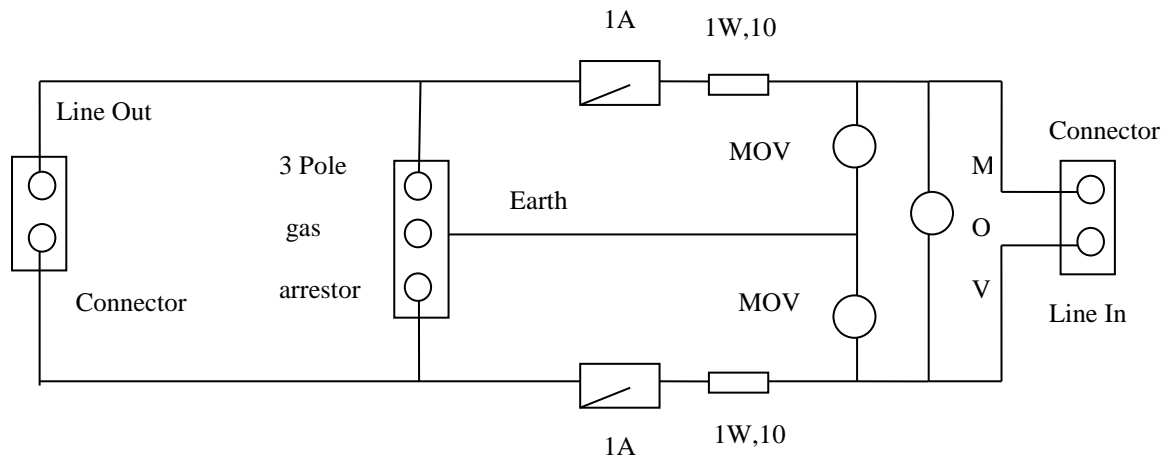 1A
1W,10
Line Out
Connector
3 Pole
MOV
M
Earth
gas
O
arrestor
Connector
MOV
V
Line In
1W,10
1A